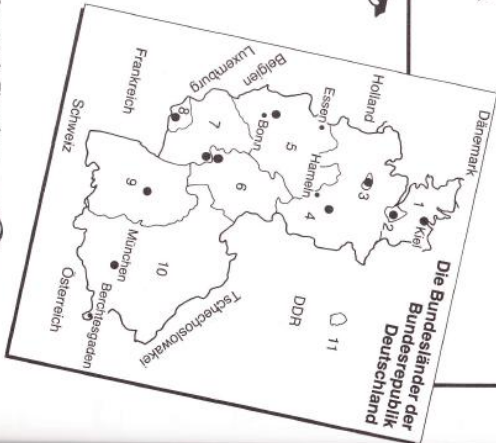 Die Bundesländer der
Bundesrepublik
Deutschland
Dänemark
1
Kiel
2
Holland
3
4
DDR
11
Essen
Hameln
5
Belgien
Bonn
6
Luxemburg
7
8
Tschechoslowakei
Frankreich
9
10
München
Berchtesgaden
Schweiz
Österreich